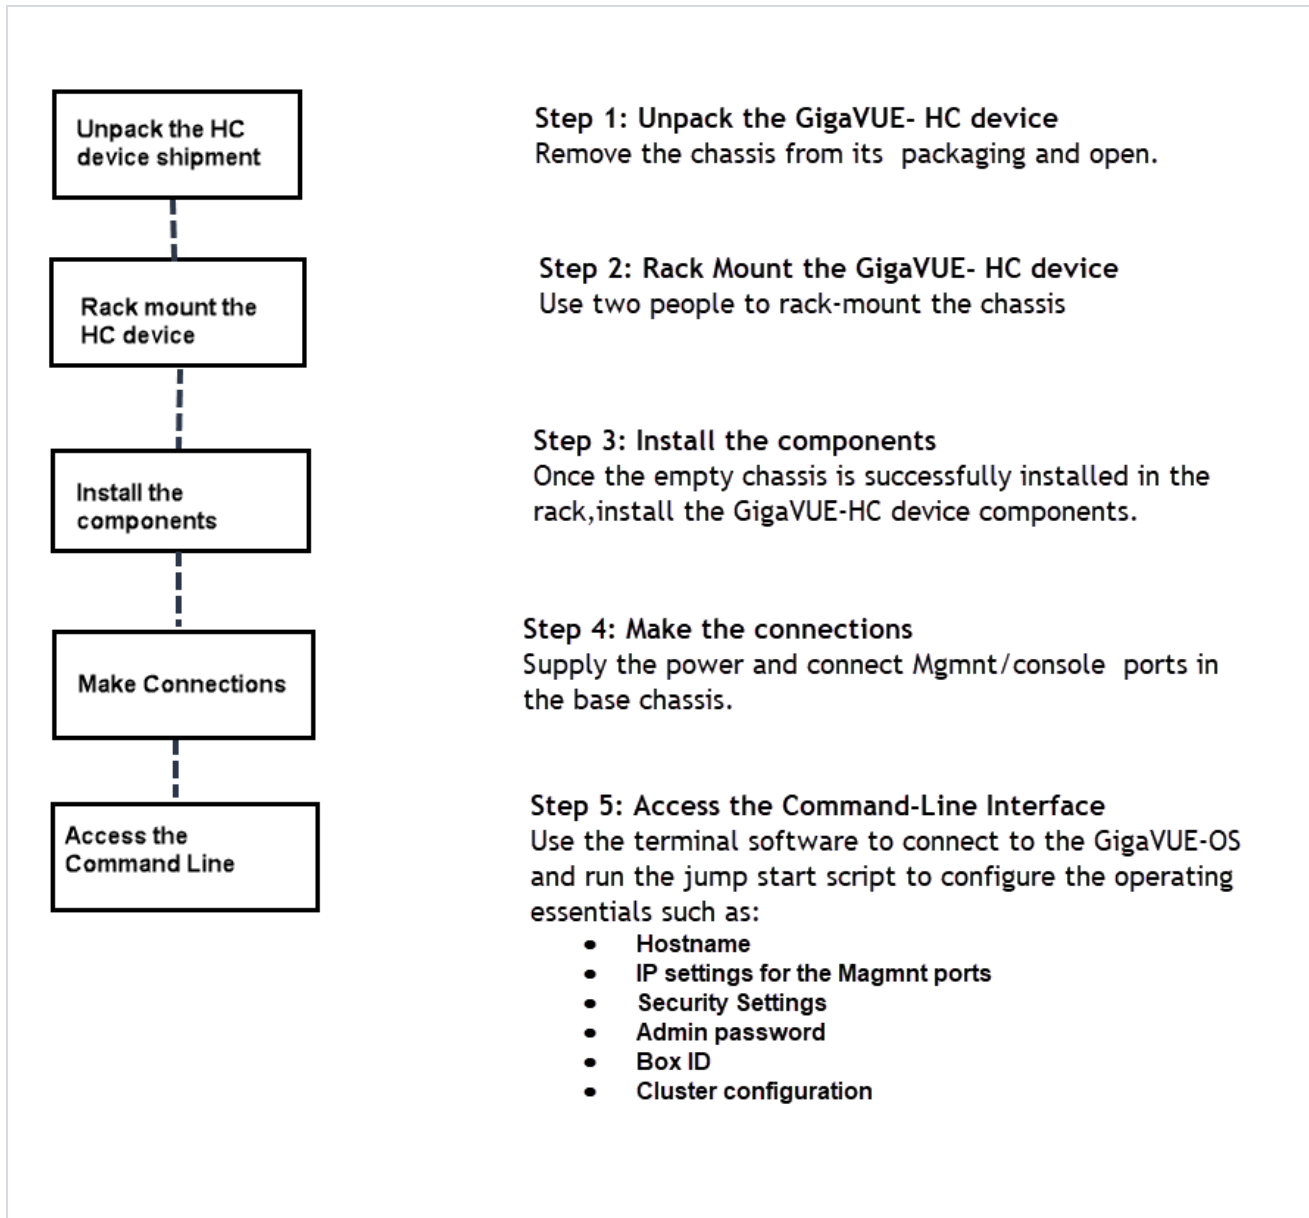 Unpack the HC
device shipment
Step 1: Unpack the GigaVUE- HC device
Remove the chassis from its  packaging and open.
Rack mount the
HC device
Step 2: Rack Mount the GigaVUE- HC device
Use two people to rack-mount the chassis
Install the
components
Step 3: Install the components
Once the empty chassis is successfully installed in the
rack,install the GigaVUE-HC device components.
Make Connections
Step 4: Make the connections
Supply the power and connect Mgmnt/console  ports in
the base chassis.
Access the
Command Line
Step 5: Access the Command-Line Interface
Use the terminal software to connect to the GigaVUE-OS
and run the jump start script to configure the operating
essentials such as:
• Hostname
• IP settings for the Magmnt ports
• Security Settings
• Admin password
• Box ID
• Cluster configuration